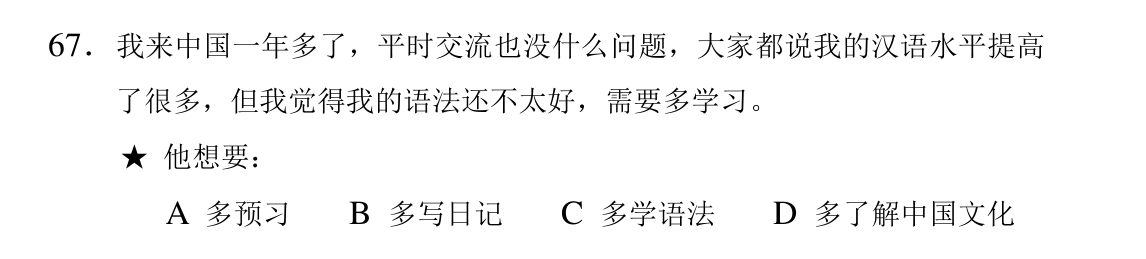 67．我来中国一年多了，平时交流也没什么问题，大家都说我的汉语水平提高
了很多，但我觉得我的语法还不太好，需要多学习。
★ 他想要：
A 多预习 B 多写日记 C 多学语法 D 多了解中国文化